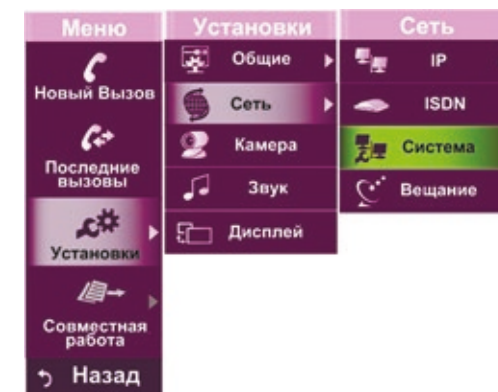 Меню
Новый Вызов
Последние
вызовы
Установки
Совместная
работа
Назад
Установки
Общие
Сеть
Камера
Звук
Дисплей
Сеть
IP
ISDN
Система
Вещание